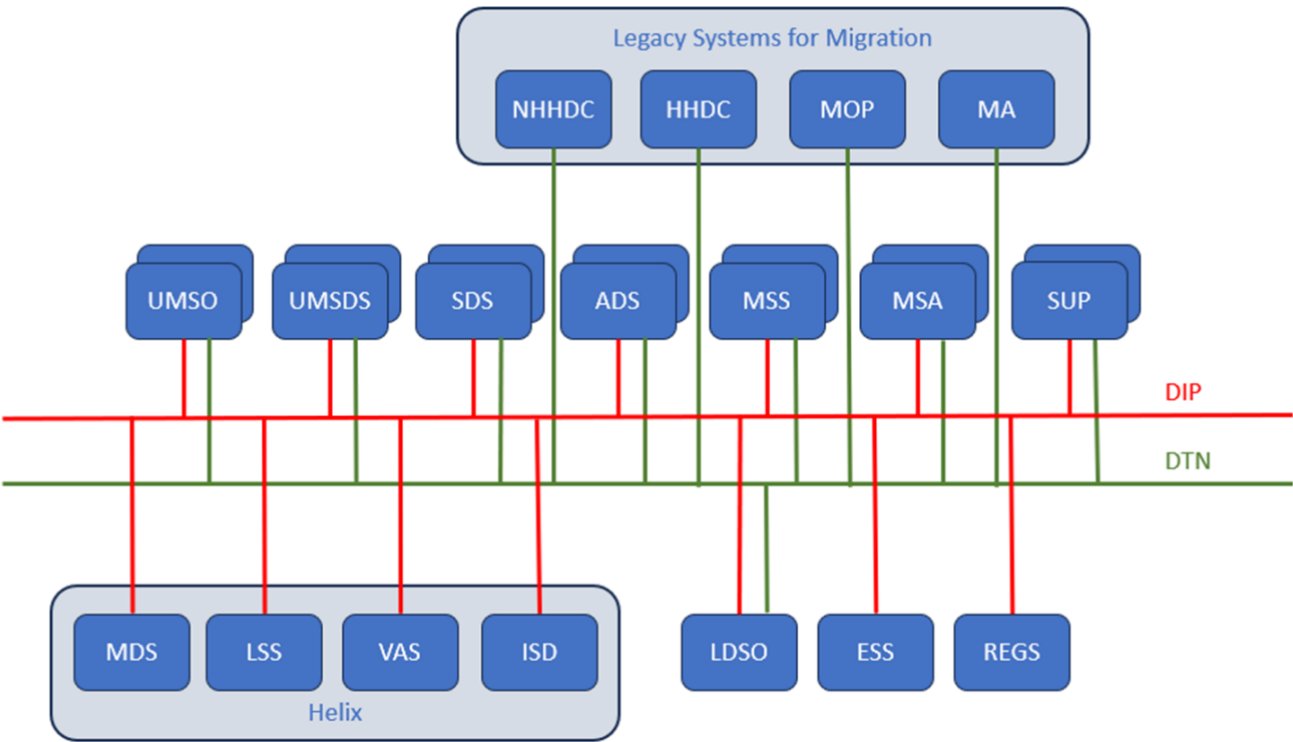 Legacy Systems for Migration
NHHDC HHDC MOP MA
UMSO UMSDS SDS ADS MSS MSA SUP
DIP
DTN
MDS LSS VAS ISD LDSO ESS REGS
Helix